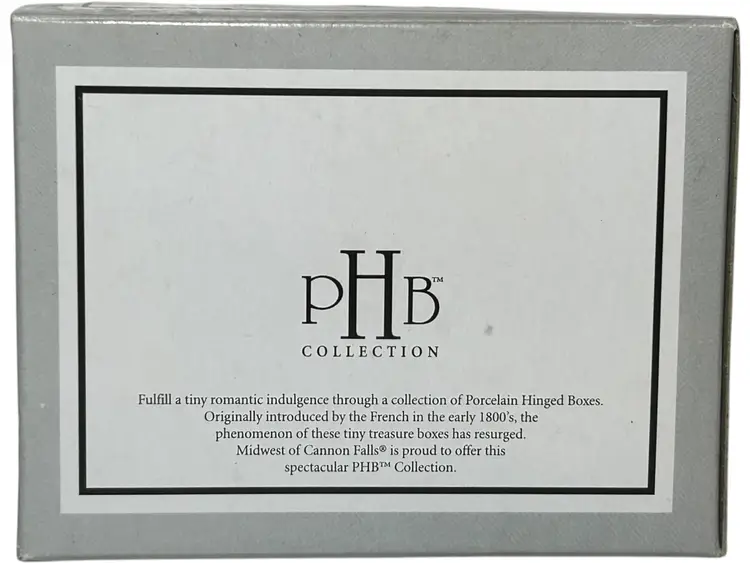 PHB™
COLLECTION
Fulfill a tiny romantic indulgence through a collection of Porcelain Hinged Boxes.
Originally introduced by the French in the early 1800's, the
phenomenon of these tiny treasure boxes has resurged.
Midwest of Cannon Falls® is proud to offer this
spectacular PHB™ Collection.